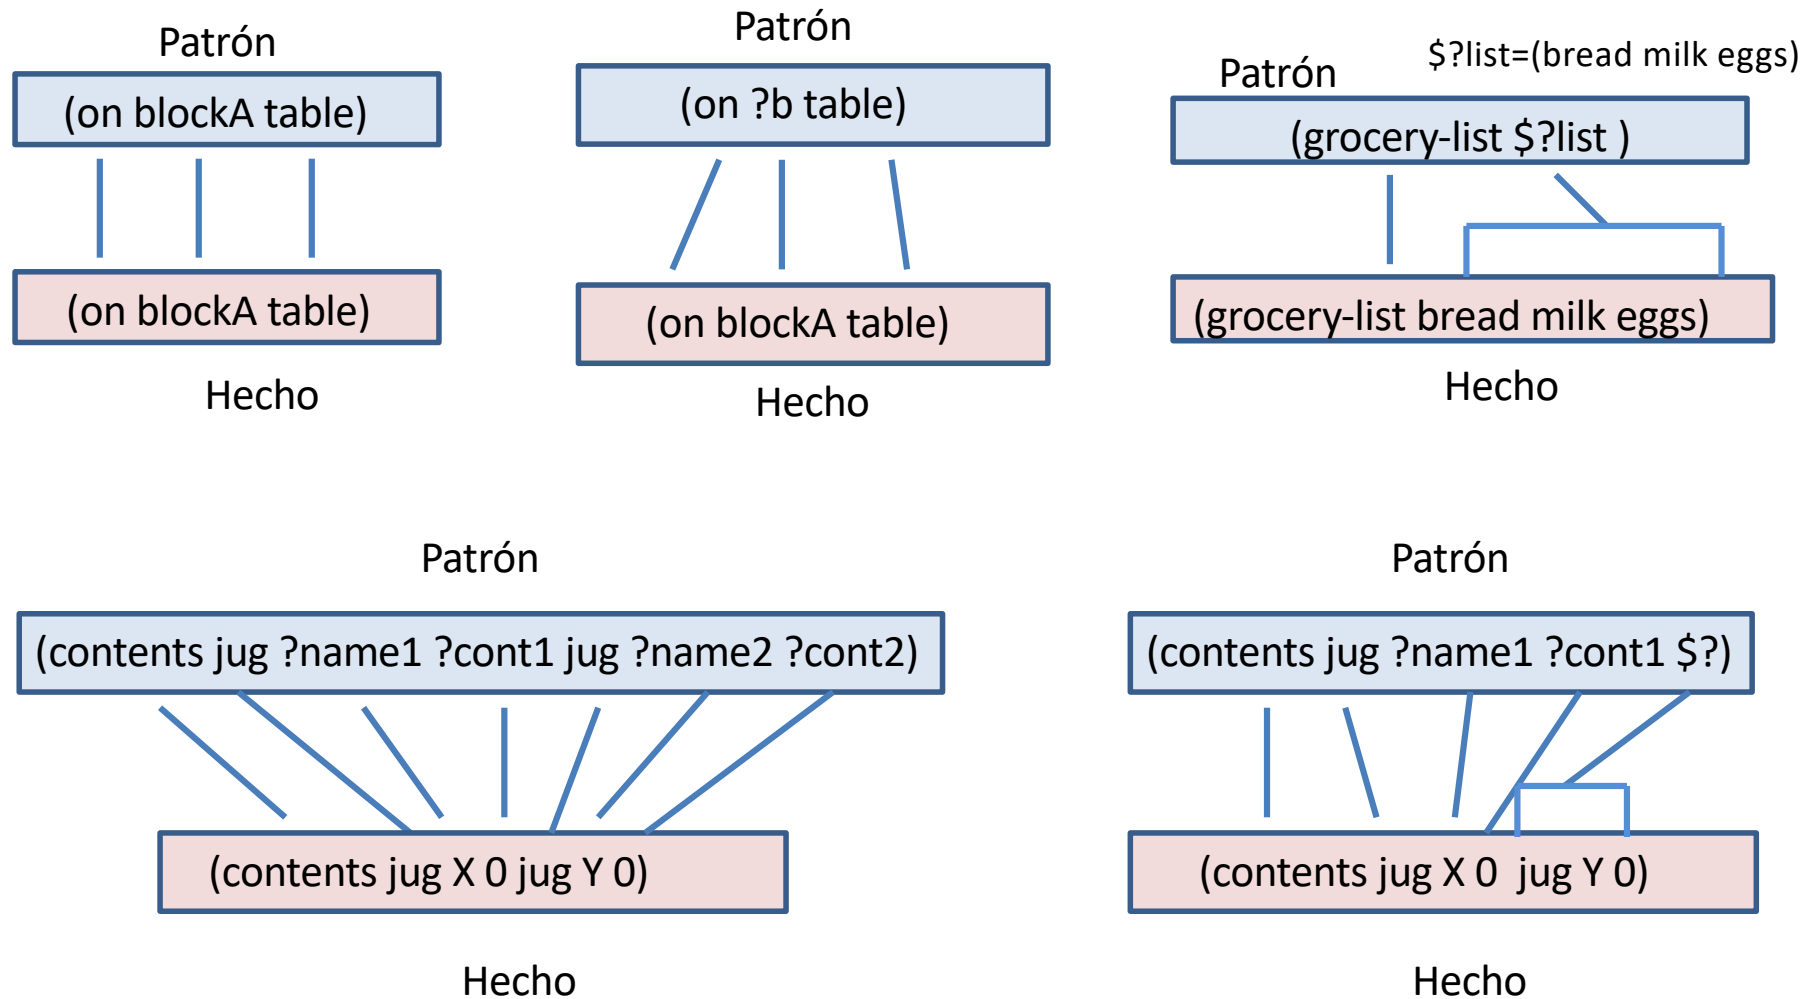 Patrón
(on blockA table)
(on blockA table)
Hecho
Patrón
(on ?b table)
(on blockA table)
Hecho
$?list=(bread milk eggs)
Patrón
(grocery-list $?list )
(grocery-list bread milk eggs)
Hecho
Patrón
(contents jug ?name1 ?cont1 jug ?name2 ?cont2)
(contents jug X 0 jug Y 0)
Hecho
Patrón
(contents jug ?name1 ?cont1 $?)
(contents jug X 0  jug Y 0)
Hecho